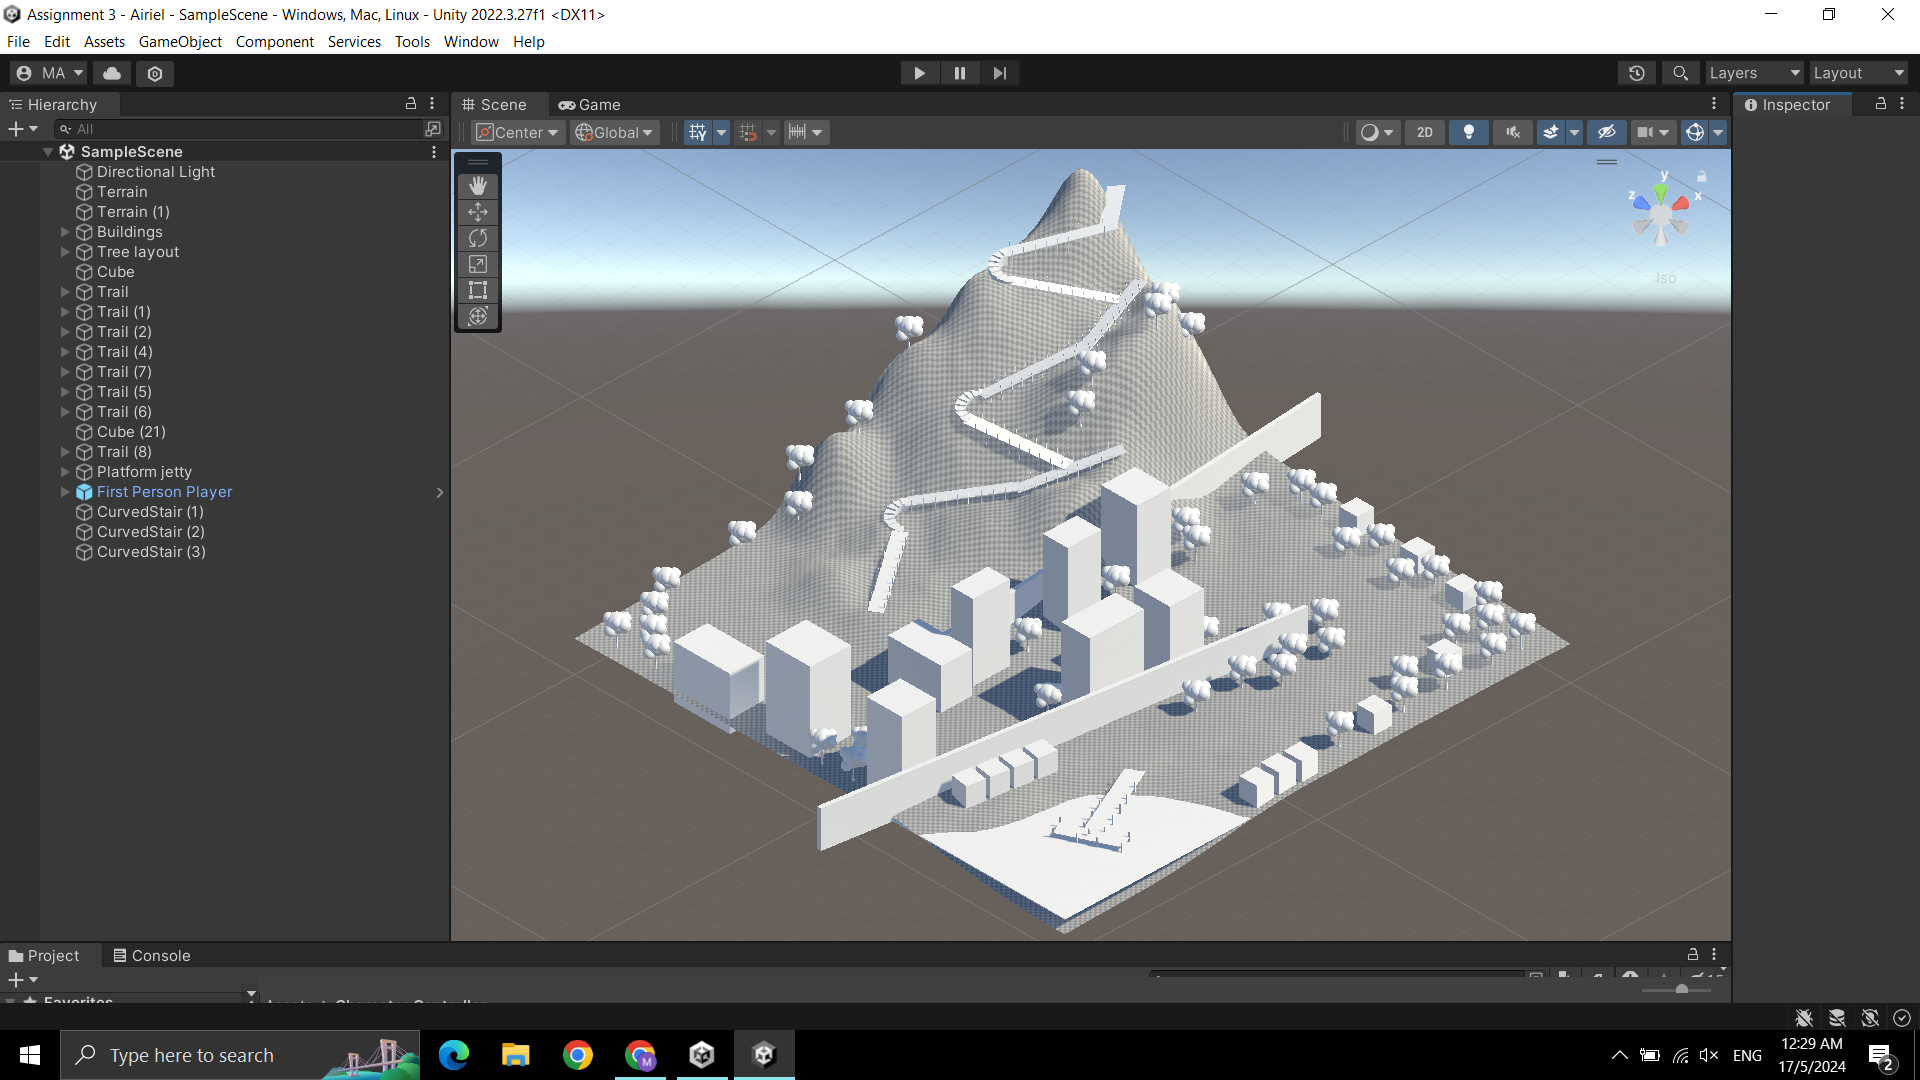 Assignment 3 - Airiel - SampleScene - Windows, Mac, Linux - Unity 2022.3.27f1 <DX11>
File Edit Assets GameObject Component Services Tools Window Help
MA
Layers
Layout
Hierarchy
All
SampleScene
Directional Light
Terrain
Terrain (1)
Buildings
Tree layout
Cube
Trail
Trail (1)
Trail (2)
Trail (4)
Trail (7)
Trail (5)
Trail (6)
Cube (21)
Trail (8)
Platform jetty
First Person Player
CurvedStair (1)
CurvedStair (2)
CurvedStair (3)
Scene
Game
Center
Global
2D
y
z
x
Iso
Inspector
Project
Console
Favorites
Type here to search
M
ENG
12:29 AM
17/5/2024
2